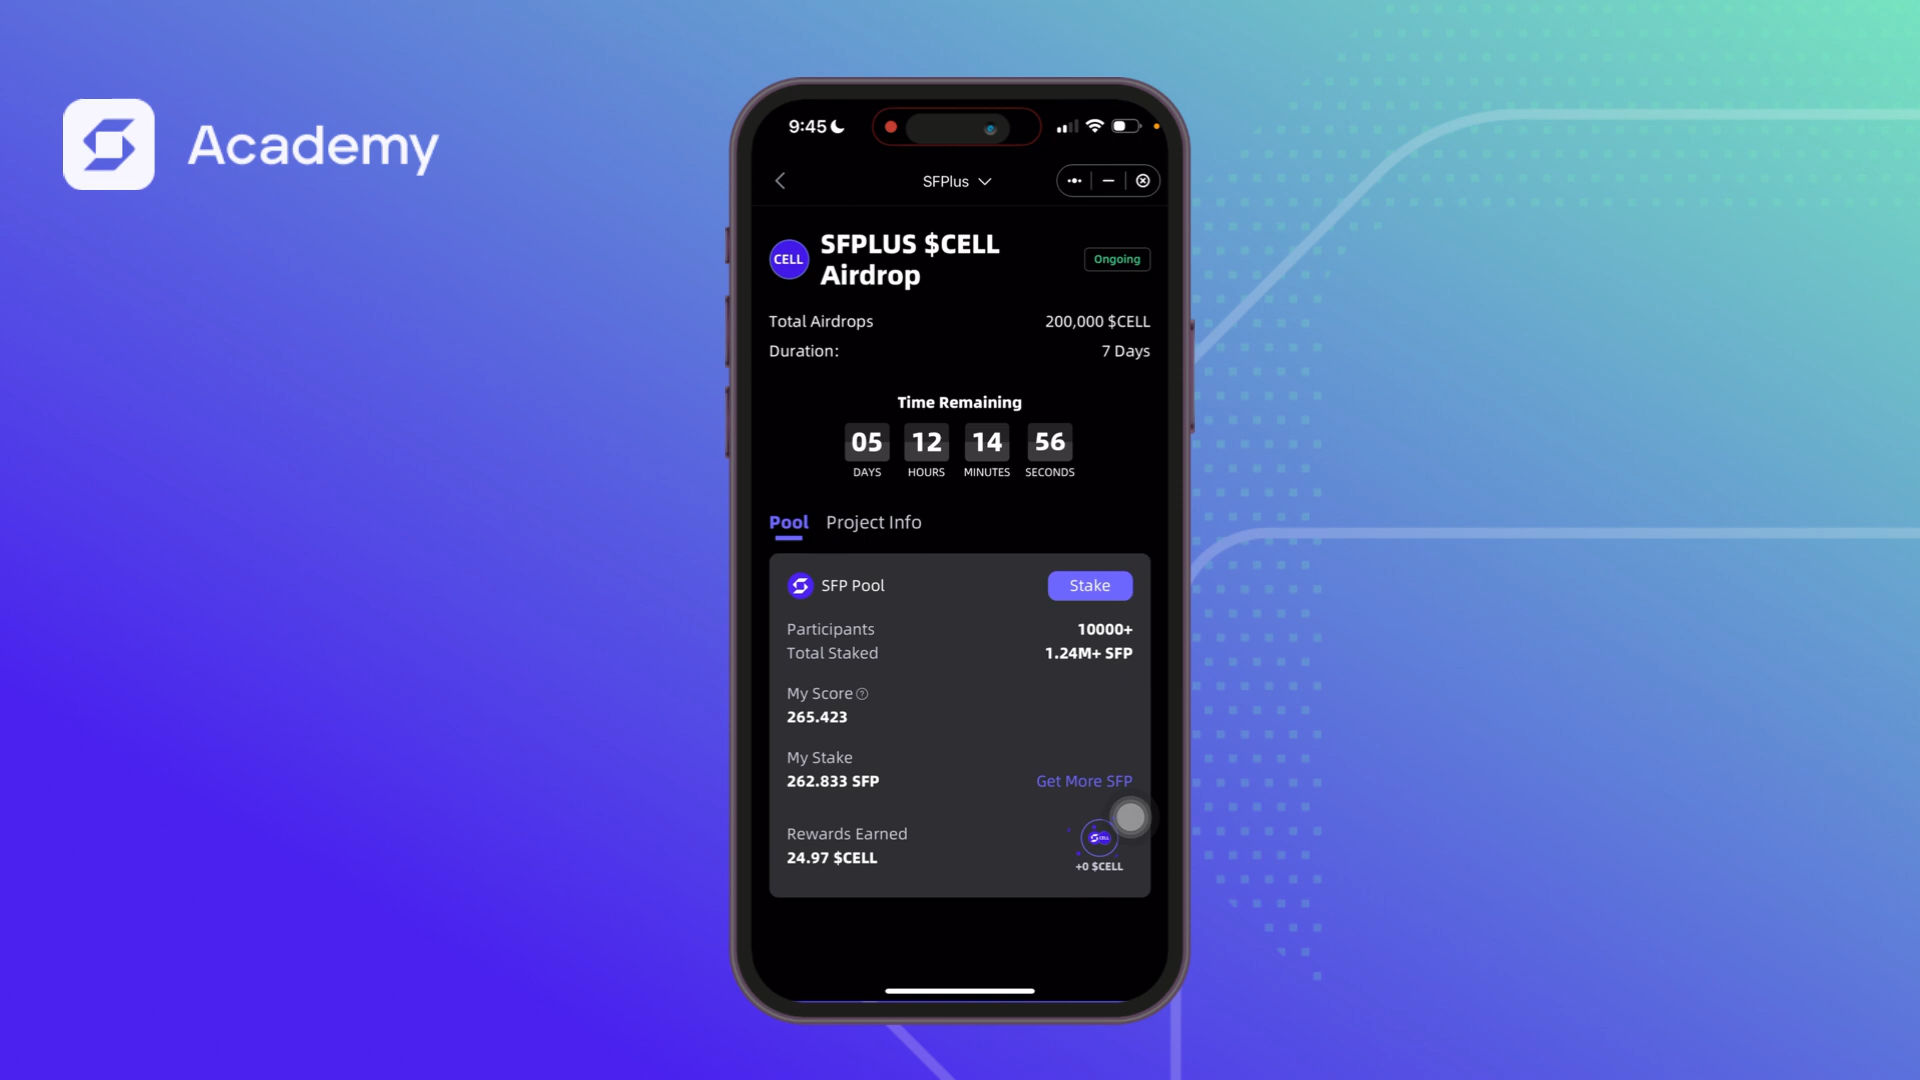 Academy
9:45
SFPlus
CELL
SFPLUS $CELL
Airdrop
Ongoing
Total Airdrops 200,000 $CELL
Duration: 7 Days
Time Remaining
05 12 14 56
DAYS HOURS MINUTES SECONDS
Pool Project Info
SFP Pool Stake
Participants 10000+
Total Staked 1.24M+ SFP
My Score ?
265.423
My Stake
262.833 SFP Get More SFP
Rewards Earned
24.97 $CELL
CELL
+0 $CELL